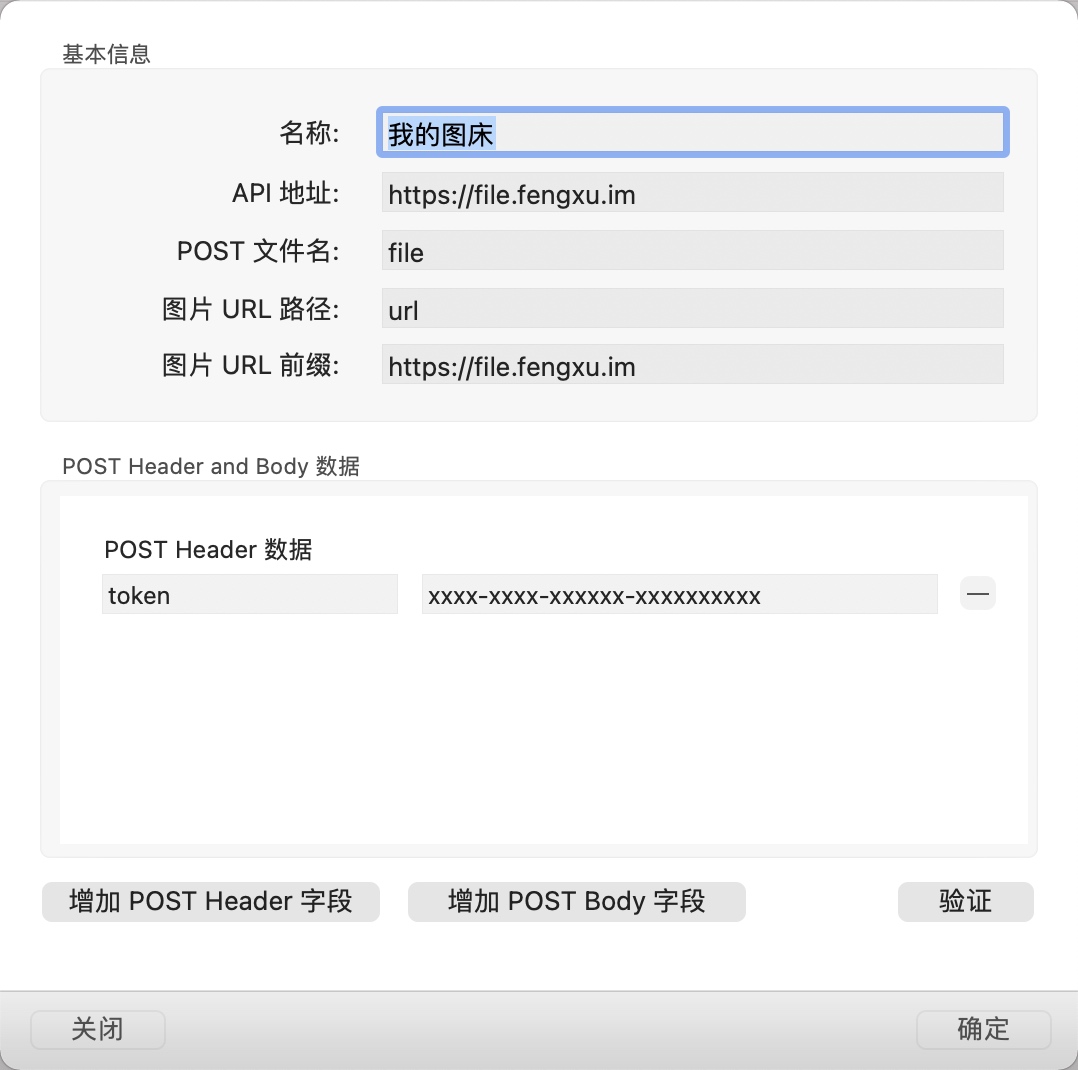 基本信息
名称: 我的图床
API 地址: https://file.fengxu.im
POST 文件名: file
图片 URL 路径: url
图片 URL 前缀: https://file.fengxu.im
POST Header and Body 数据
POST Header 数据
token xxxx-xxxx-xxxxxx-xxxxxxxxxx
增加 POST Header 字段 增加 POST Body 字段 验证
关闭 确定